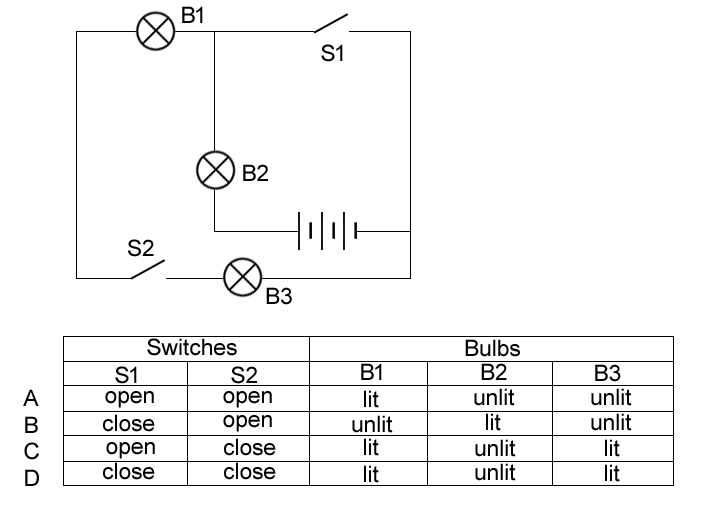 B1
S1
B2
S2
B3
Switches Bulbs
S1 S2 B1 B2 B3
A open open lit unlit unlit
B close open unlit lit unlit
C open close lit unlit lit
D close close lit unlit lit